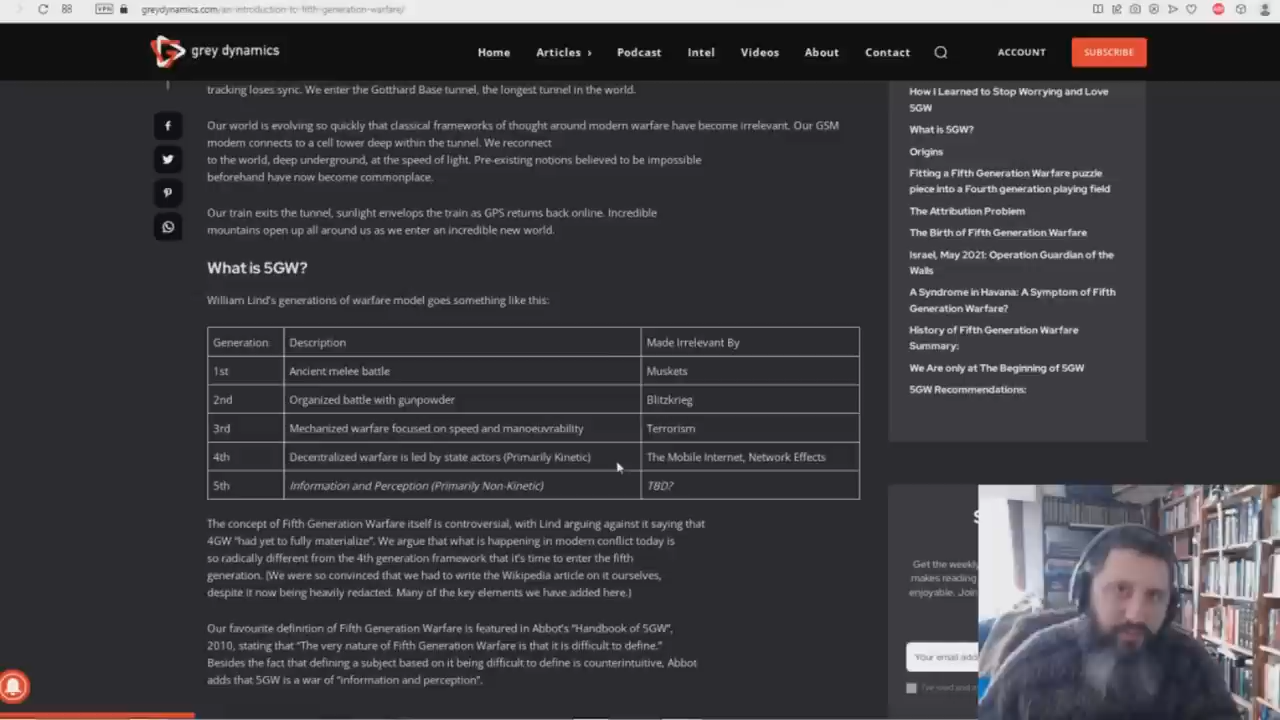 VPN
greydynamics.com/an-introduction-to-fifth-generation-warfare/
grey dynamics
Home
Articles
Podcast
Intel
Videos
About
Contact
ACCOUNT
SUBSCRIBE
tracking loses sync. We enter the Gotthard Base tunnel, the longest tunnel in the world.
Our world is evolving so quickly that classical frameworks of thought around modern warfare have become irrelevant. Our GSM
modem connects to a cell tower deep within the tunnel. We reconnect
to the world, deep underground, at the speed of light. Pre-existing notions believed to be impossible
beforehand have now become commonplace.
Our train exits the tunnel, sunlight envelops the train as GPS returns back online. Incredible
mountains open up all around us as we enter an incredible new world.
What is 5GW?
William Lind's generations of warfare model goes something like this:
Generation Description Made Irrelevant By
1st Ancient melee battle Muskets
2nd Organized battle with gunpowder Blitzkrieg
3rd Mechanized warfare focused on speed and manoeuvrability Terrorism
4th Decentralized warfare is led by state actors (Primarily Kinetic) The Mobile Internet, Network Effects
5th Information and Perception (Primarily Non-Kinetic) TBD?
The concept of Fifth Generation Warfare itself is controversial, with Lind arguing against it saying that
4GW "had yet to fully materialize". We argue that what is happening in modern conflict today is
so radically different from the 4th generation framework that it's time to enter the fifth
generation. (We were so convinced that we had to write the Wikipedia article on it ourselves,
despite it now being heavily redacted. Many of the key elements we have added here.)
Our favourite definition of Fifth Generation Warfare is featured in Abbot's "Handbook of 5GW",
2010, stating that "The very nature of Fifth Generation Warfare is that it is difficult to define."
Besides the fact that defining a subject based on it being difficult to define is counterintuitive, Abbot
adds that 5GW is a war of "information and perception".
How I Learned to Stop Worrying and Love
5GW
What is 5GW?
Origins
Fitting a Fifth Generation Warfare puzzle
piece into a Fourth generation playing field
The Attribution Problem
The Birth of Fifth Generation Warfare
Israel, May 2021: Operation Guardian of the
Walls
A Syndrome in Havana: A Symptom of Fifth
Generation Warfare?
History of Fifth Generation Warfare
Summary:
We Are only at The Beginning of 5GW
5GW Recommendations:
Get the weekly
makes reading
enjoyable. Join
Your email add
I've read and